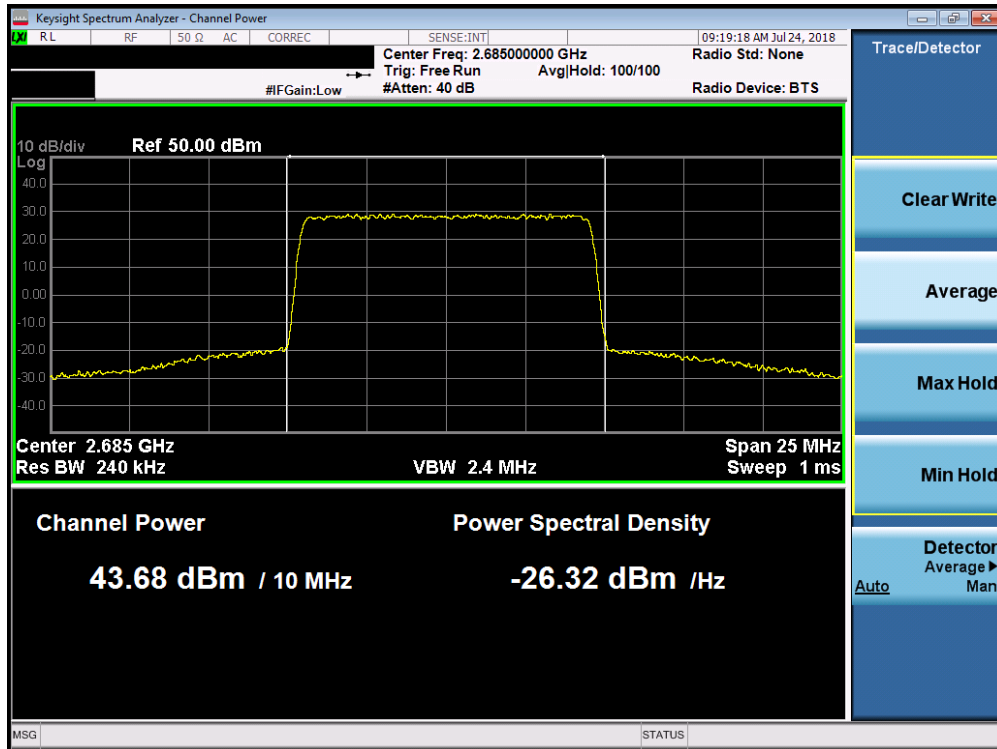 Keysight Spectrum Analyzer - Channel Power
LXI RL RF 50 Ω AC CORREC SENSE:INT 09:19:18 AM Jul 24, 2018
Center Freq: 2.685000000 GHz Radio Std: None
Trig: Free Run Avg|Hold: 100/100
#IFGain:Low #Atten: 40 dB Radio Device: BTS
Trace/Detector
10 dB/div Ref 50.00 dBm
Log
40.0
30.0
20.0
10.0
0.00
-10.0
-20.0
-30.0
-40.0
Center 2.685 GHz Span 25 MHz
Res BW 240 kHz VBW 2.4 MHz Sweep 1 ms
Channel Power Power Spectral Density
43.68 dBm / 10 MHz -26.32 dBm /Hz
Clear Write
Average
Max Hold
Min Hold
Detector
Average
Auto Man
MSG STATUS